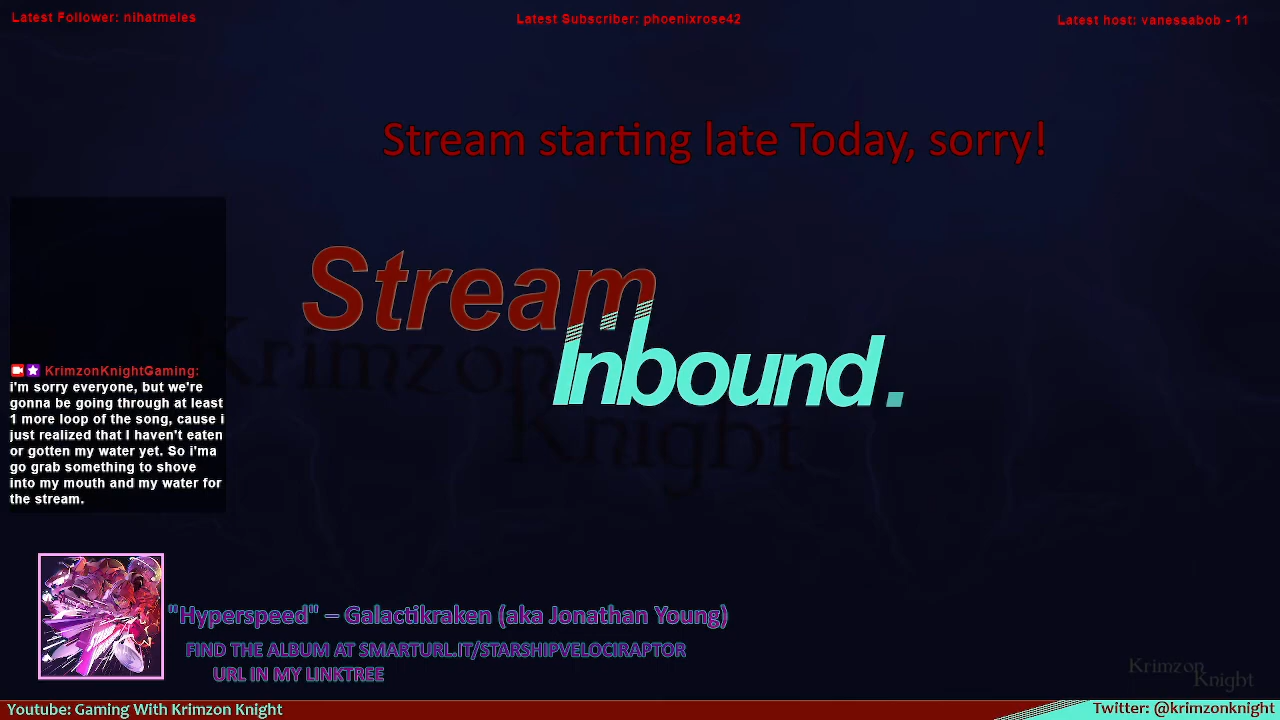 Latest Follower: nihatmeles
Latest Subscriber: phoenixrose42
Latest host: vanessabob - 11
Stream starting late Today, sorry!
Stream
Inbound.
Krimzon
Knight
KrimzonKnightGaming:
i'm sorry everyone, but we're
gonna be going through at least
1 more loop of the song, cause i
just realized that I haven't eaten
or gotten my water yet. So i'ma
go grab something to shove
into my mouth and my water for
the stream.
"Hyperspeed" – Galactikraken (aka Jonathan Young)
FIND THE ALBUM AT SMARTURL.IT/STARSHIPVELOCIRAPTOR
URL IN MY LINKTREE
Krimzon
Knight
Youtube: Gaming With Krimzon Knight
Twitter: @krimzonknight